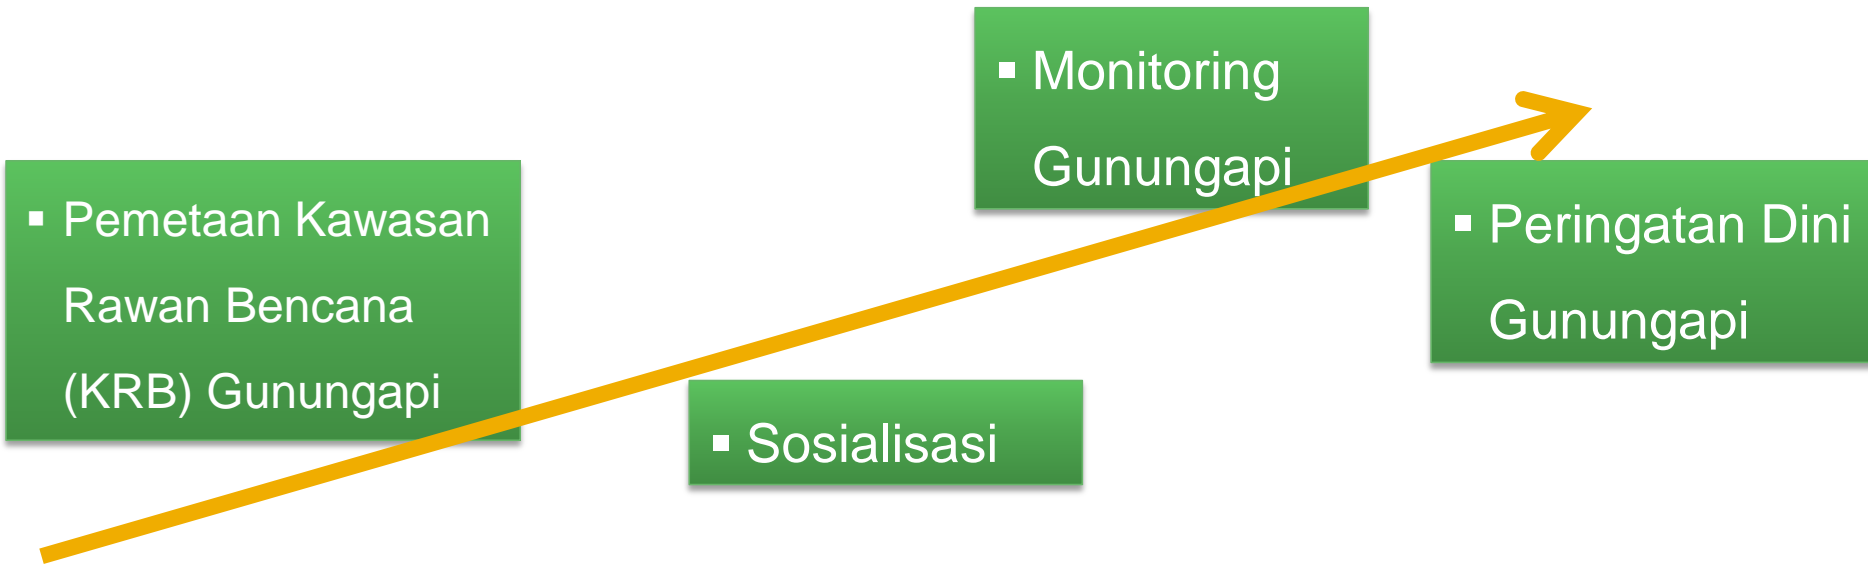 ▪ Pemetaan Kawasan
Rawan Bencana
(KRB) Gunungapi
▪ Sosialisasi
▪ Monitoring
Gunungapi
▪ Peringatan Dini
Gunungapi